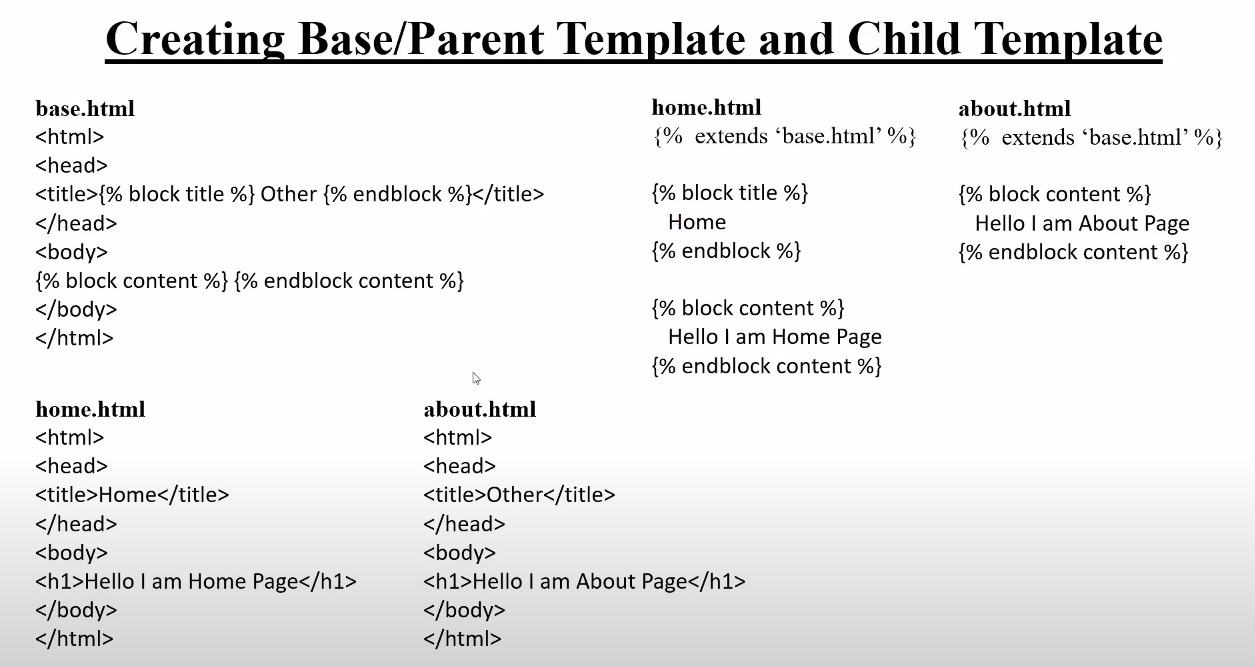 Creating Base/Parent Template and Child Template
base.html
<html>
<head>
<title>{% block title %} Other {% endblock %}</title>
</head>
<body>
{% block content %} {% endblock content %}
</body>
</html>
home.html
{% extends ‘base.html’ %}
{% block title %}
Home
{% endblock %}
{% block content %}
Hello I am Home Page
{% endblock content %}
about.html
{% extends ‘base.html’ %}
{% block content %}
Hello I am About Page
{% endblock content %}
home.html
<html>
<head>
<title>Home</title>
</head>
<body>
<h1>Hello I am Home Page</h1>
</body>
</html>
about.html
<html>
<head>
<title>Other</title>
</head>
<body>
<h1>Hello I am About Page</h1>
</body>
</html>